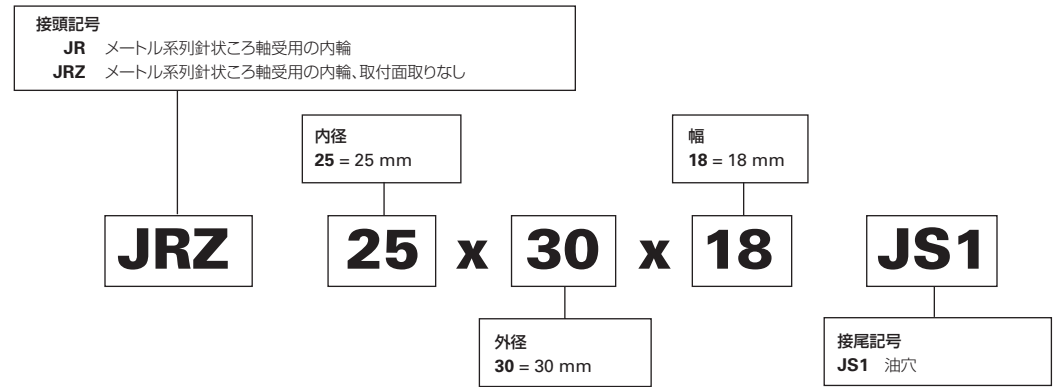 接頭記号
JR メートル系列針状ころ軸受用の内輪
JRZ メートル系列針状ころ軸受用の内輪、取付面取りなし
内径
25 = 25 mm
幅
18 = 18 mm
JRZ 25 x 30 x 18 JS1
外径
30 = 30 mm
接尾記号
JS1 油穴